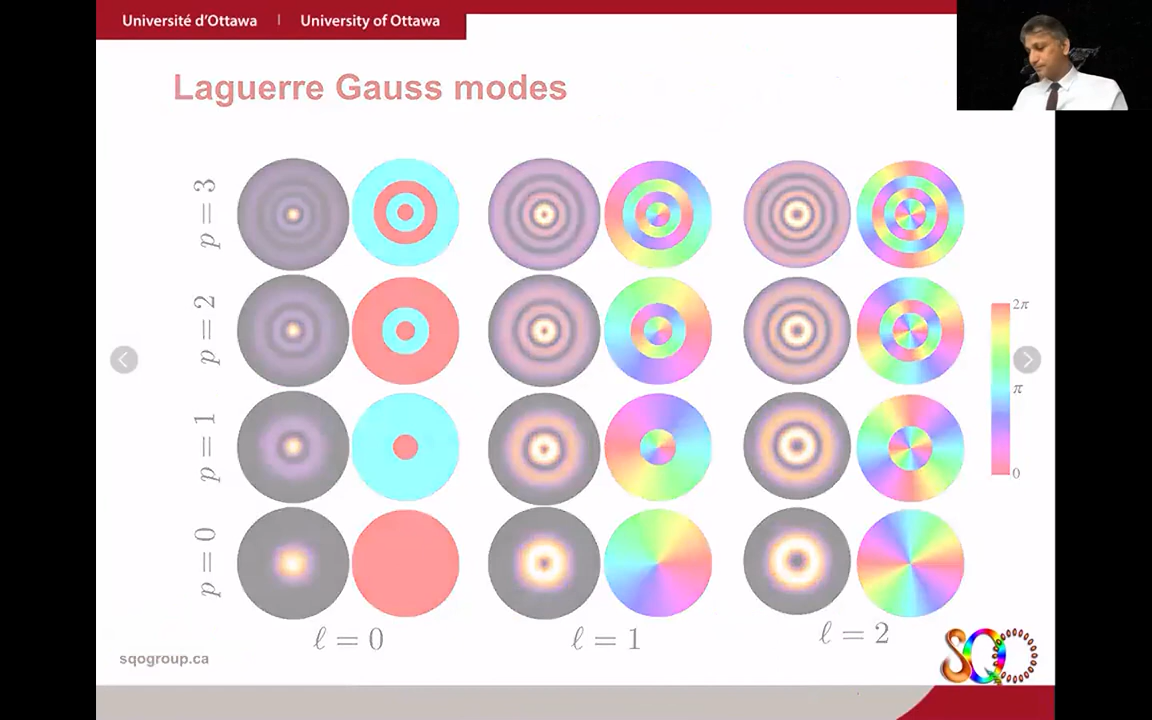 Université d'Ottawa | University of Ottawa
Laguerre Gauss modes
p = 3
p = 2
2π
π
p = 1
0
p = 0
ℓ = 0
ℓ = 1
ℓ = 2
sqogroup.ca
SQO